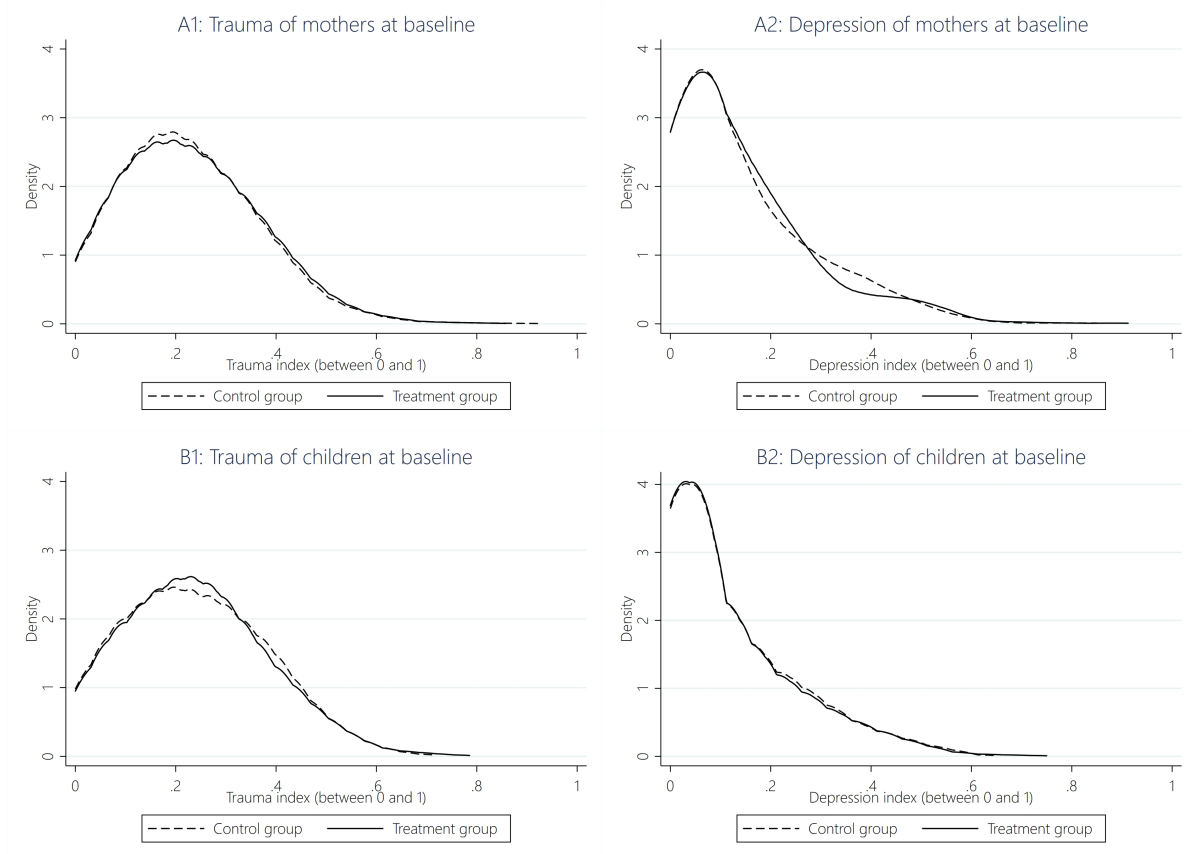 A1: Trauma of mothers at baseline
Density
4
3
2
1
0
0 .2 .4 .6 .8 1
Trauma index (between 0 and 1)
Control group Treatment group
A2: Depression of mothers at baseline
Density
4
3
2
1
0
0 .2 .4 .6 .8 1
Depression index (between 0 and 1)
Control group Treatment group
B1: Trauma of children at baseline
Density
4
3
2
1
0
0 .2 .4 .6 .8 1
Trauma index (between 0 and 1)
Control group Treatment group
B2: Depression of children at baseline
Density
4
3
2
1
0
0 .2 .4 .6 .8 1
Depression index (between 0 and 1)
Control group Treatment group